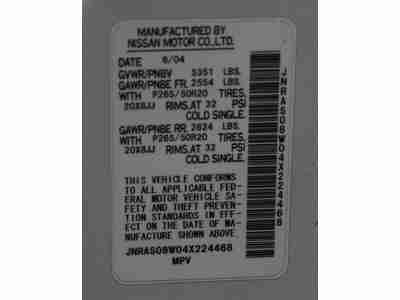 MANUFACTURED BY
NISSAN MOTOR CO.,LTD.
DATE 6/04
GVWR/PNBV 5351 LBS.
GAWR/PNBE FR. 2554 LBS.
WITH P265/50R20 TIRES,
20X8JJ RIMS,AT 32 PSI
COLD SINGLE.
GAWR/PNBE RR. 2824 LBS.
WITH P265/50R20 TIRES,
20X8JJ RIMS,AT 32 PSI
COLD SINGLE.
THIS VEHICLE CONFORMS
TO ALL APPLICABLE FED-
ERAL MOTOR VEHICLE SA-
FETY AND THEFT PREVEN-
TION STANDARDS IN EFF-
ECT ON THE DATE OF MA-
NUFACTURE SHOWN ABOVE.
JNRAS08W04X224468
MPV
JNRAS08W04X224468